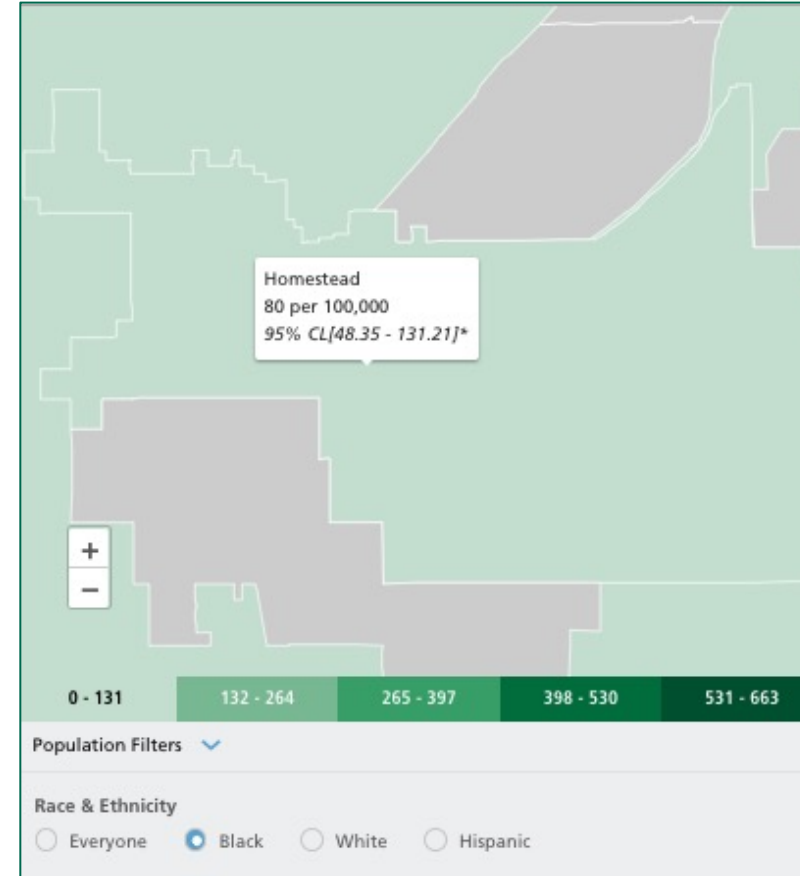 Homestead
80 per 100,000
95% CL[48.35 - 131.21]*
+
−
0 - 131 132 - 264 265 - 397 398 - 530 531 - 663
Population Filters
Race & Ethnicity
Everyone Black White Hispanic